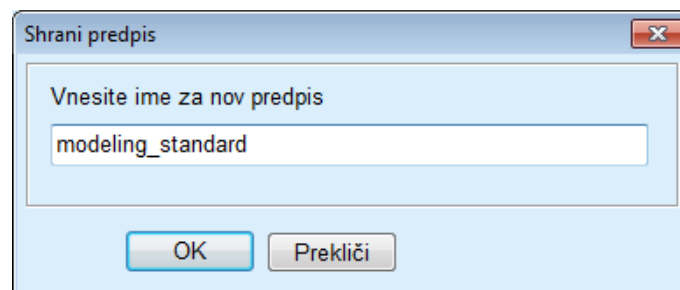 Shrani predpis
Vnesite ime za nov predpis
modeling_standard
OK Prekliči